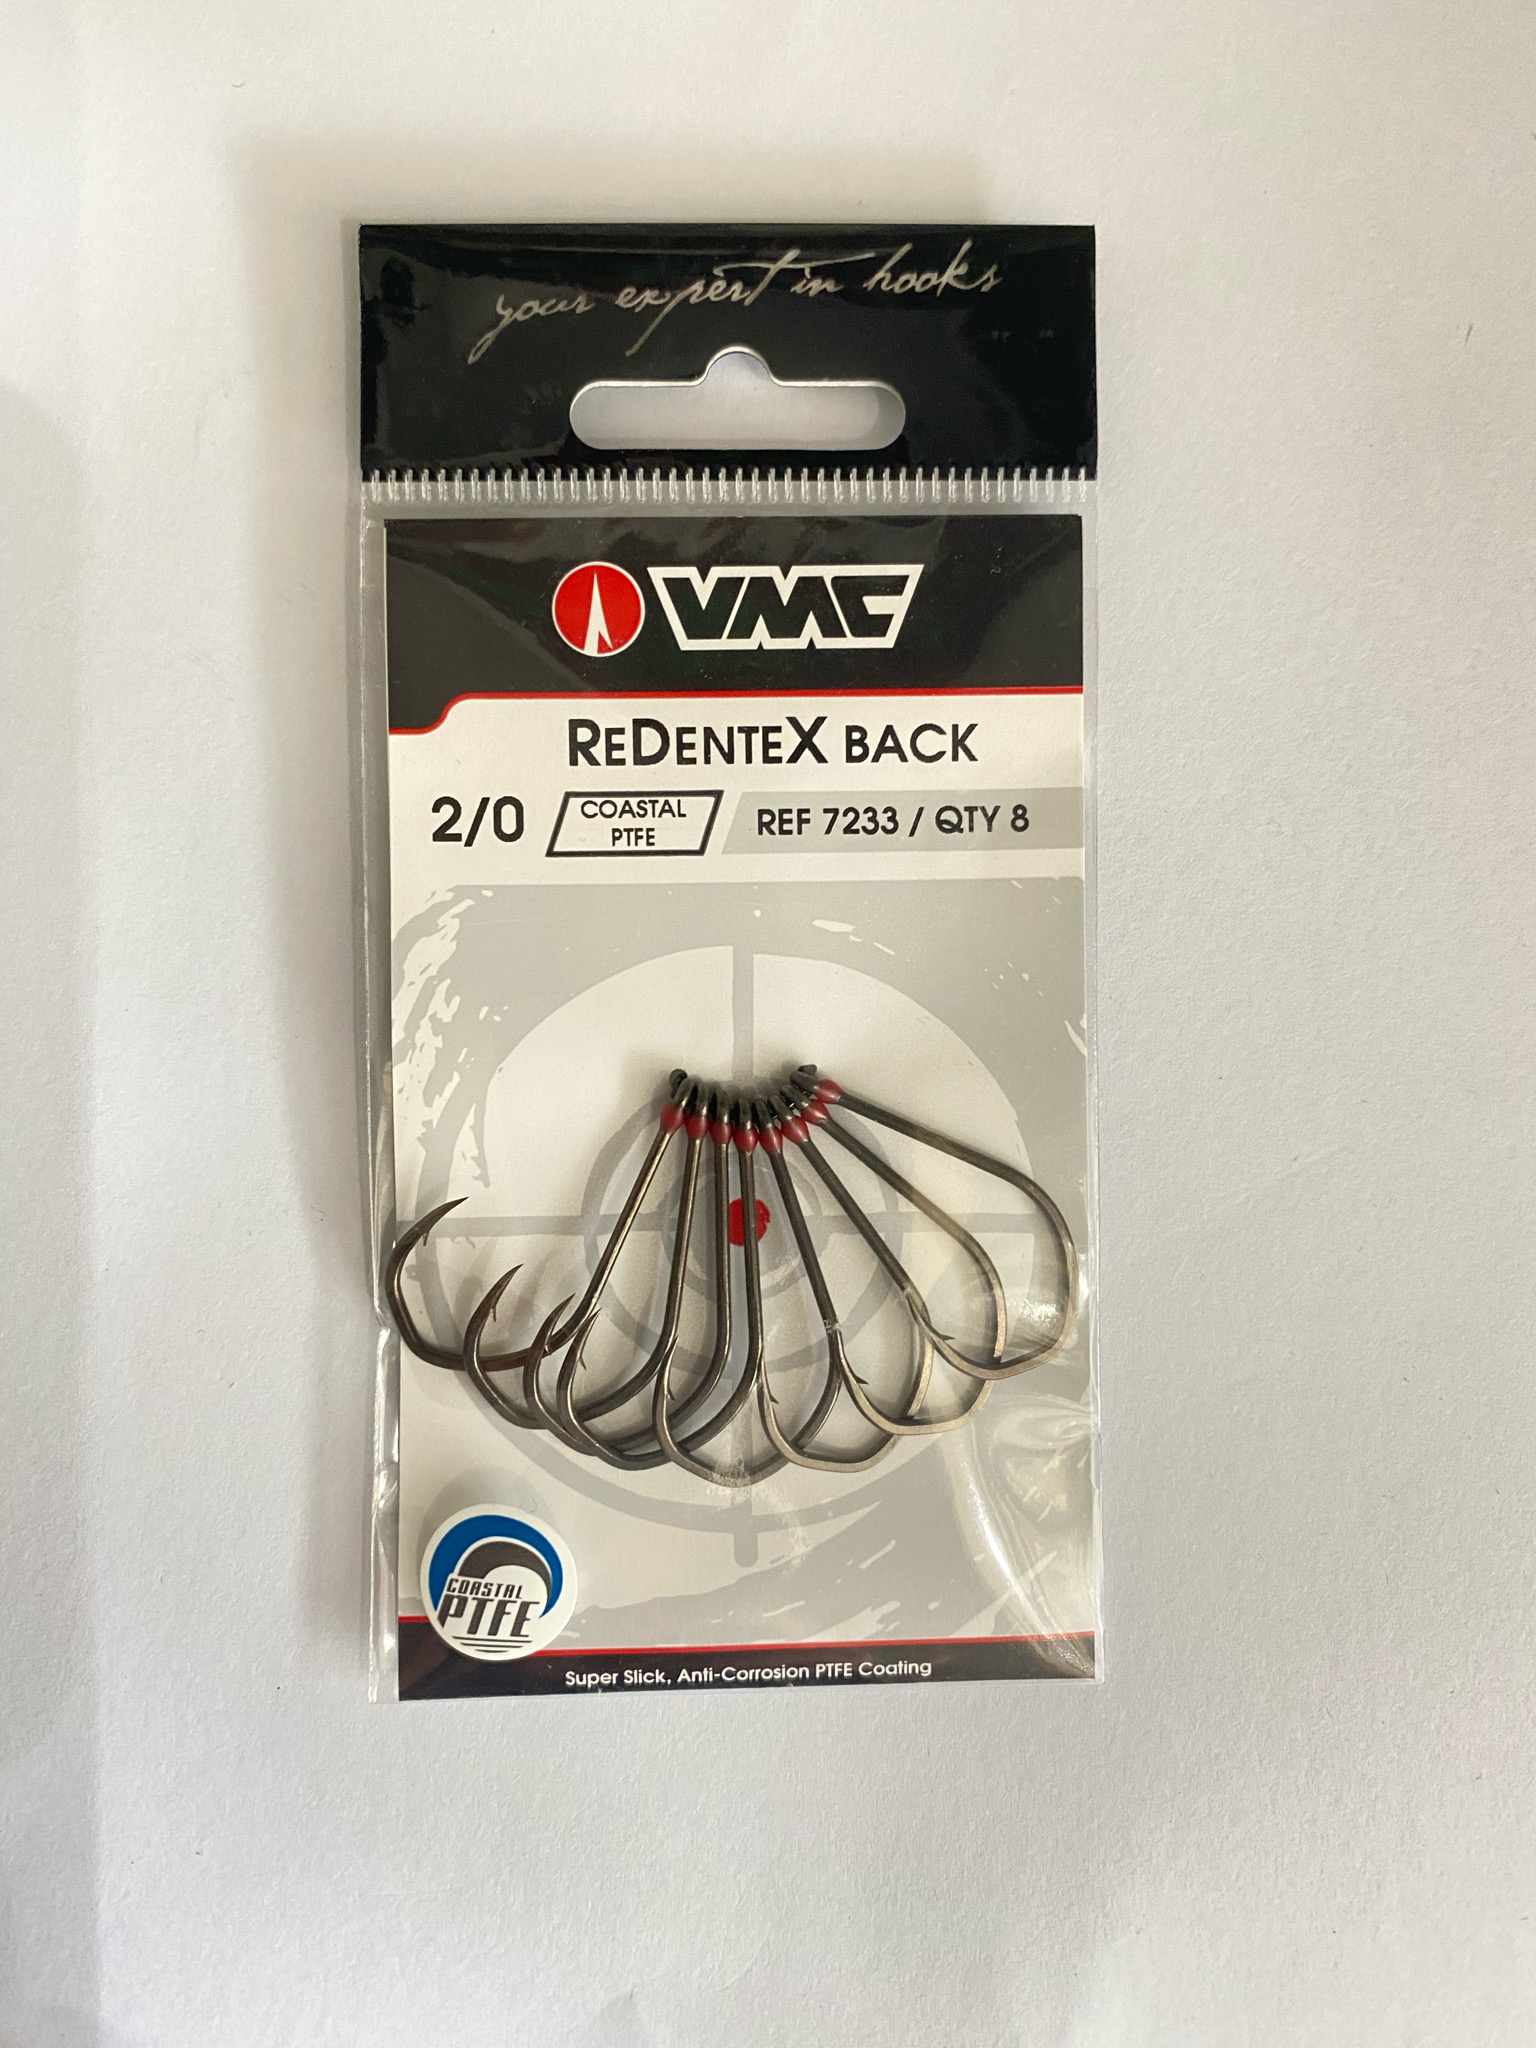 your expert in hooks
VMC
REDENTEX BACK
2/0
COASTAL
PTFE
REF 7233 / QTY 8
COASTAL
PTFE
Super Slick, Anti-Corrosion PTFE Coating